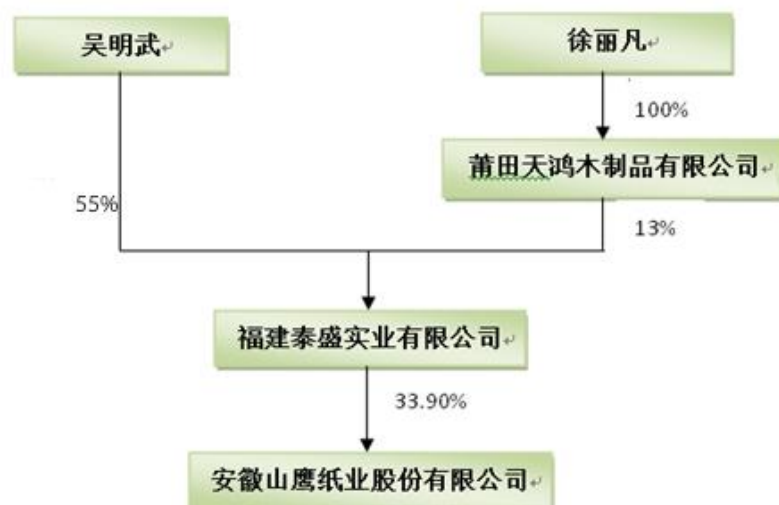 吴明武
徐丽凡
100%
莆田天鸿木制品有限公司
55%
13%
福建泰盛实业有限公司
33.90%
安徽山鹰纸业股份有限公司